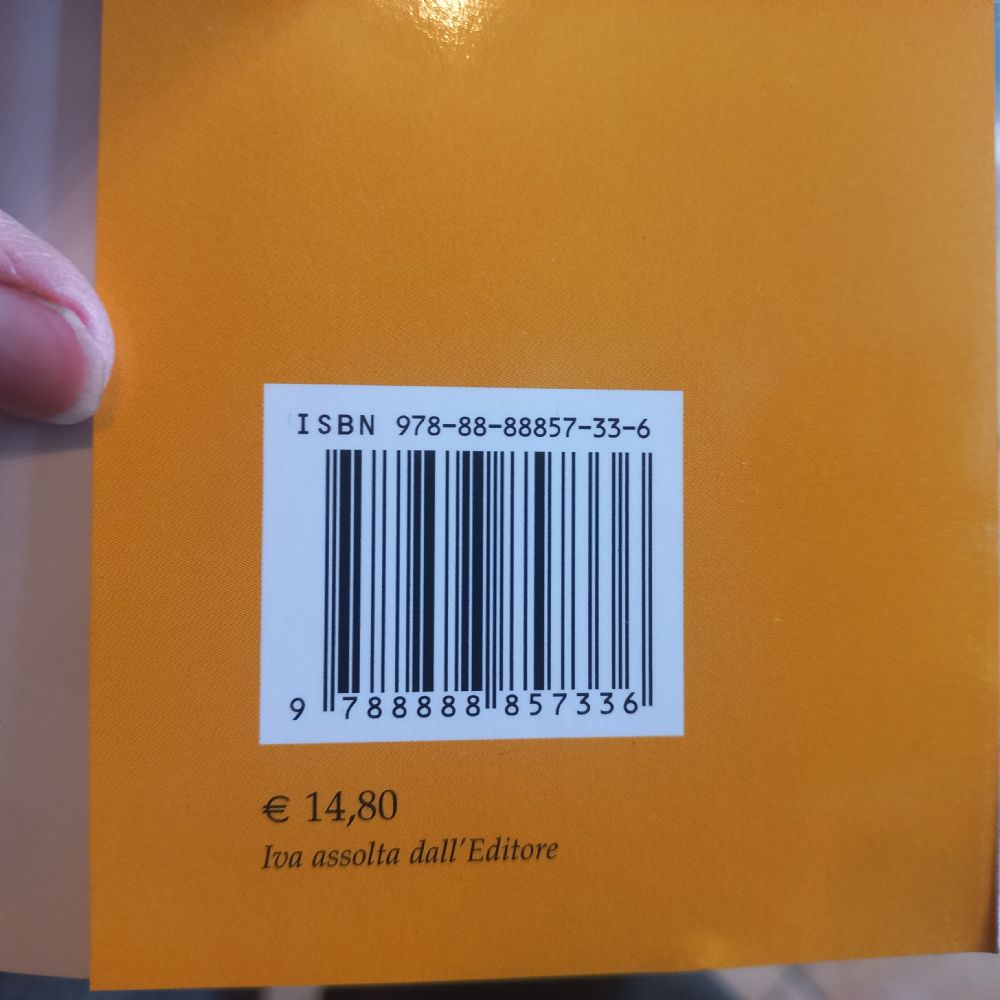 ISBN 978-88-88857-33-6
9 788888 857336
€ 14,80
Iva assolta dall'Editore